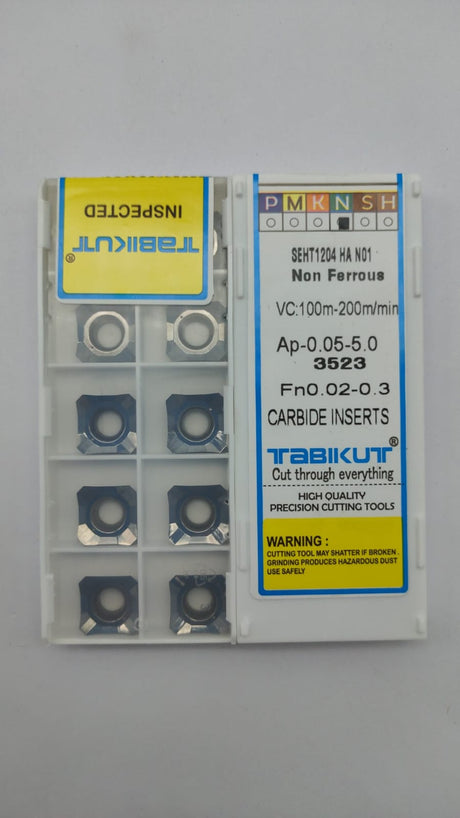 INSPECTED
TABIKUT®
P M K N S H
SEHT1204 HA N01
Non Ferrous
VC:100m-200m/min
Ap-0.05-5.0
3523
Fn0.02-0.3
CARBIDE INSERTS
TABIKUT®
Cut through everything
HIGH QUALITY
PRECISION CUTTING TOOLS
WARNING :
CUTTING TOOL MAY SHATTER IF BROKEN .
GRINDING PRODUCES HAZARDOUS DUST
USE SAFELY